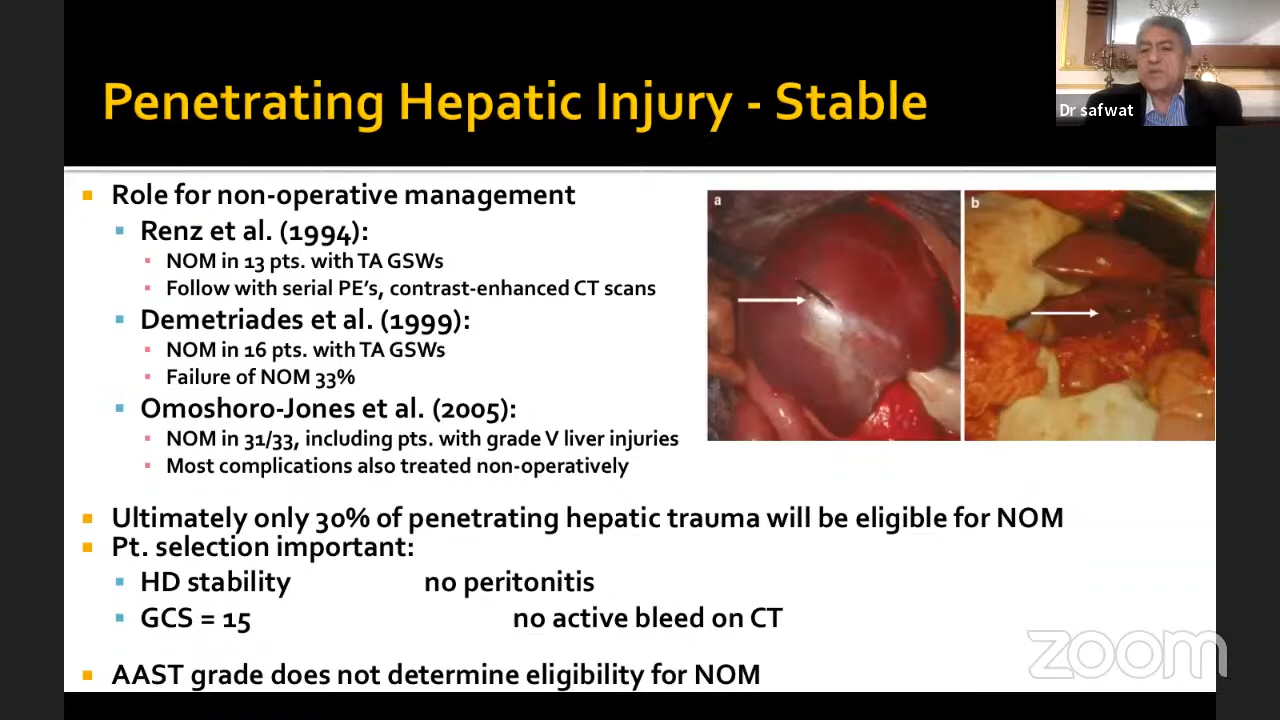 Penetrating Hepatic Injury - Stable
Dr safwat
Role for non-operative management
Renz et al. (1994):
NOM in 13 pts. with TA GSWs
Follow with serial PE's, contrast-enhanced CT scans
Demetriades et al. (1999):
NOM in 16 pts. with TA GSWs
Failure of NOM 33%
Omoshoro-Jones et al. (2005):
NOM in 31/33, including pts. with grade V liver injuries
Most complications also treated non-operatively
a
b
Ultimately only 30% of penetrating hepatic trauma will be eligible for NOM
Pt. selection important:
HD stability no peritonitis
GCS = 15 no active bleed on CT
AAST grade does not determine eligibility for NOM
zoom